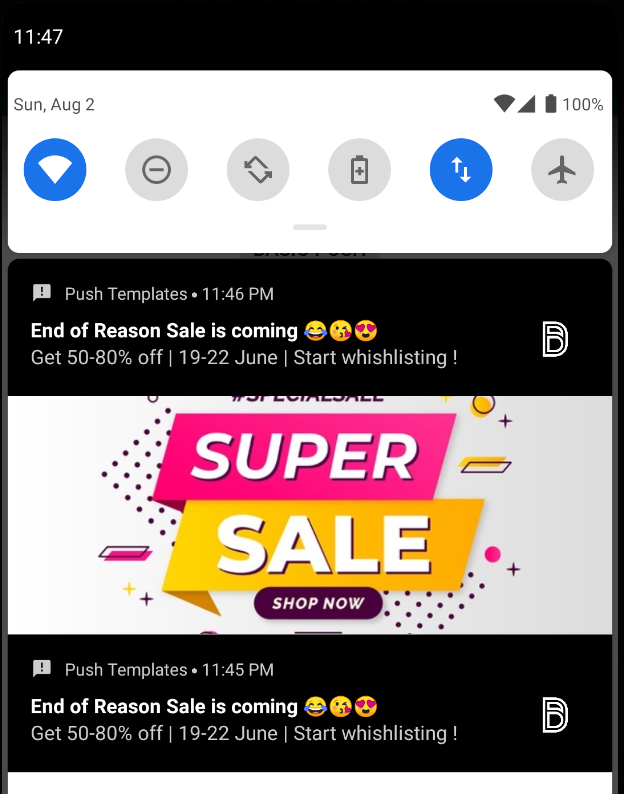 11:47
Sun, Aug 2 100%
Push Templates • 11:46 PM
End of Reason Sale is coming 😂😘😍
Get 50-80% off | 19-22 June | Start whishlisting !
#SPECIALSALE
SUPER
SALE
SHOP NOW
Push Templates • 11:45 PM
End of Reason Sale is coming 😂😘😍
Get 50-80% off | 19-22 June | Start whishlisting !